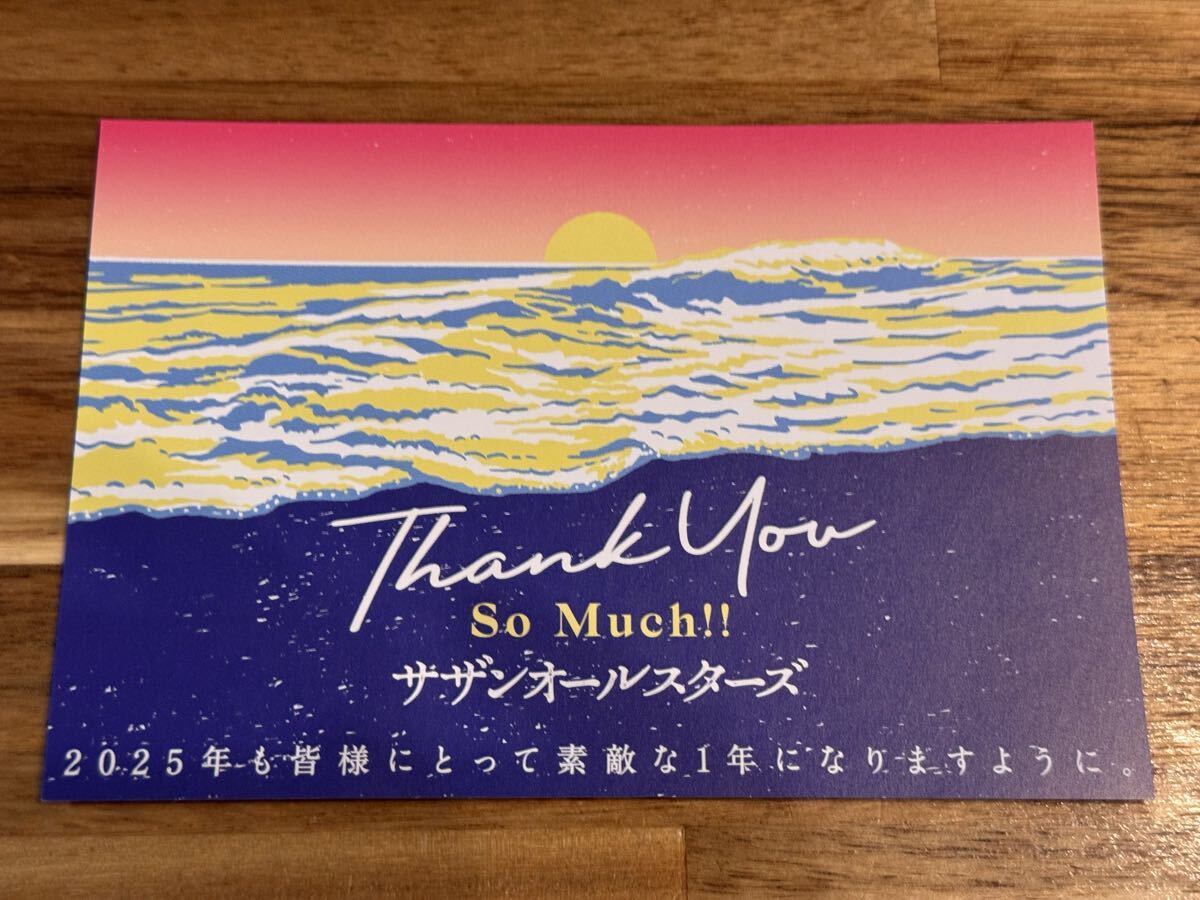 Thank You
So Much!!
サザンオールスターズ
2025年も皆様にとって素敵な1年になりますように。